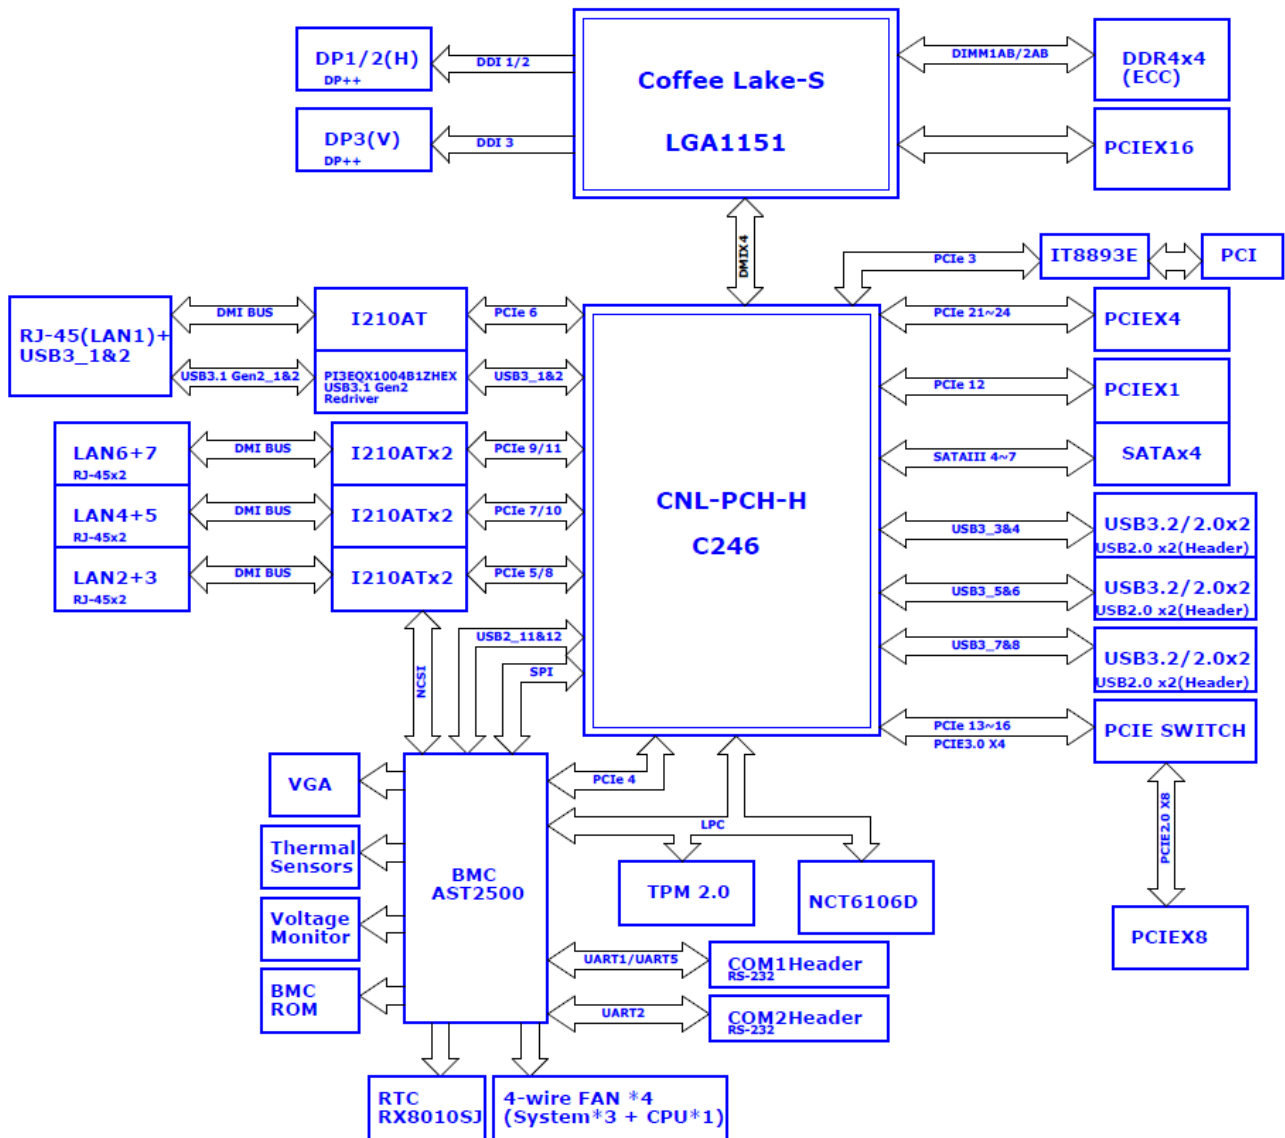 DP1/2(H)
DP++
DDI 1/2
Coffee Lake-S
LGA1151
DIMM1AB/2AB
DDR4x4
(ECC)
DP3(V)
DP++
DDI 3
PCIEX16
DMIX4
PCIe 3
IT8893E
PCI
RJ-45(LAN1)+
USB3_1&2
DMI BUS
I210AT
PCIe 6
USB3.1 Gen2_1&2
PI3EQX1004B1ZHEX
USB3.1 Gen2
Redriver
USB3_1&2
CNL-PCH-H
C246
PCIe 21~24
PCIEX4
PCIe 12
PCIEX1
LAN6+7
RJ-45x2
DMI BUS
I210ATx2
PCIe 9/11
SATAIII 4~7
SATAx4
LAN4+5
RJ-45x2
DMI BUS
I210ATx2
PCIe 7/10
USB3_3&4
USB3.2/2.0x2
USB2.0 x2(Header)
LAN2+3
RJ-45x2
DMI BUS
I210ATx2
PCIe 5/8
USB3_5&6
USB3.2/2.0x2
USB2.0 x2(Header)
NCSI
USB2_11&12
SPI
USB3_7&8
USB3.2/2.0x2
USB2.0 x2(Header)
PCIe 13~16
PCIE3.0 X4
PCIE SWITCH
PCIE2.0 X8
PCIEX8
VGA
Thermal
Sensors
Voltage
Monitor
BMC
ROM
BMC
AST2500
PCIe 4
LPC
TPM 2.0
NCT6106D
UART1/UART5
COM1Header
RS-232
UART2
COM2Header
RS-232
RTC
RX8010SJ
4-wire FAN *4
(System*3 + CPU*1)